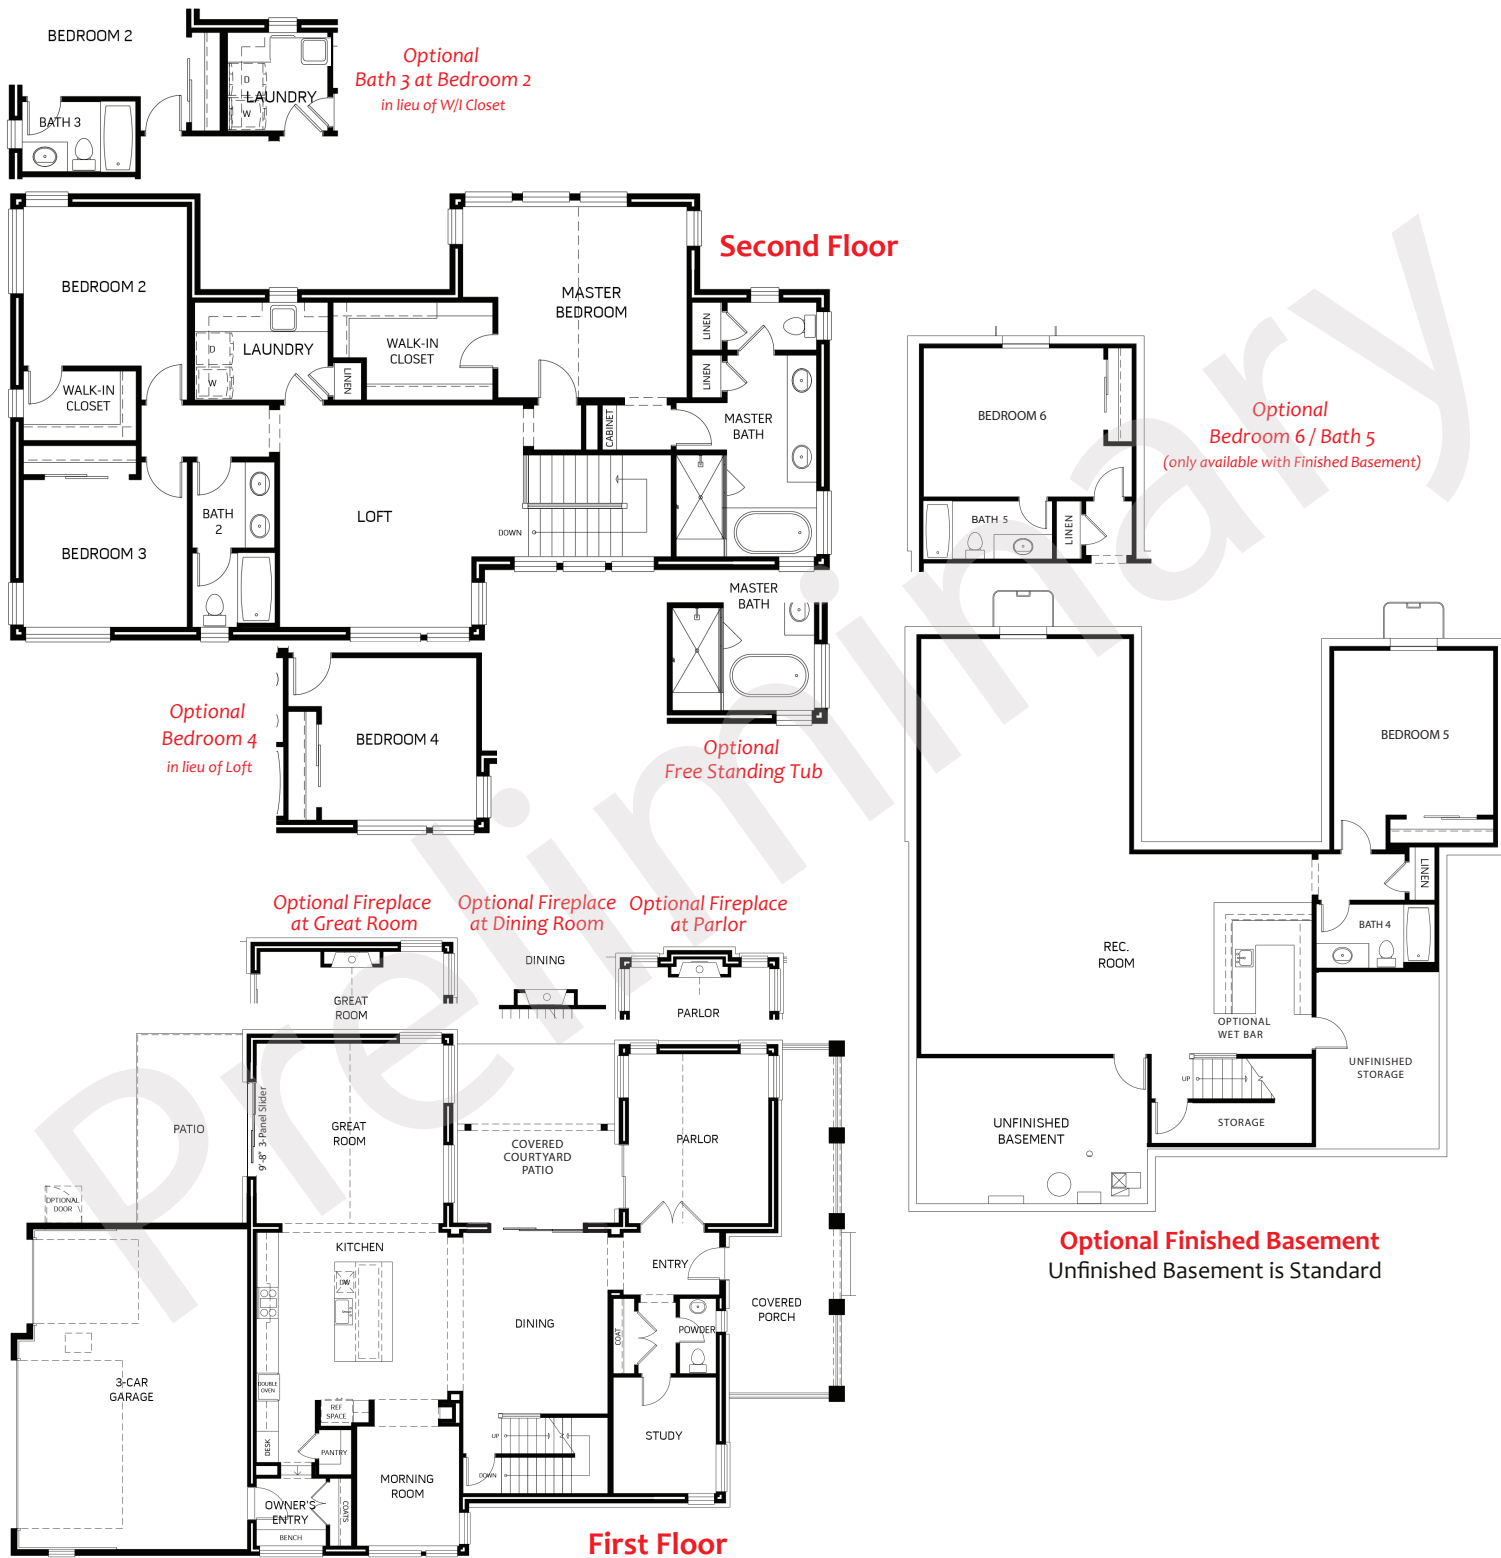 BEDROOM 2
D
LAUNDRY
W
BATH 3
Optional
Bath 3 at Bedroom 2
in lieu of W/I Closet
Second Floor
BEDROOM 2
WALK-IN
CLOSET
D
W
LAUNDRY
LINEN
WALK-IN
CLOSET
MASTER
BEDROOM
LINEN
LINEN
CABINET
MASTER
BATH
BEDROOM 3
BATH
2
LOFT
DOWN
MASTER
BATH
Optional
Free Standing Tub
Optional
Bedroom 4
in lieu of Loft
BEDROOM 4
BEDROOM 6
BATH 5
LINEN
Optional
Bedroom 6 / Bath 5
(only available with Finished Basement)
BEDROOM 5
LINEN
BATH 4
REC.
ROOM
OPTIONAL
WET BAR
UNFINISHED
STORAGE
UP
STORAGE
UNFINISHED
BASEMENT
Optional Finished Basement
Unfinished Basement is Standard
Optional Fireplace
at Great Room
GREAT
ROOM
Optional Fireplace
at Dining Room
DINING
Optional Fireplace
at Parlor
PARLOR
PATIO
9'-8" 3-Panel Slider
GREAT
ROOM
COVERED
COURTYARD
PATIO
PARLOR
OPTIONAL
DOOR
KITCHEN
DW
ENTRY
COVERED
PORCH
DINING
COAT
POWDER
3-CAR
GARAGE
DOUBLE
OVEN
REF
SPACE
DESK
PANTRY
UP
DOWN
STUDY
MORNING
ROOM
OWNER'S
ENTRY
COATS
BENCH
First Floor
Preliminary